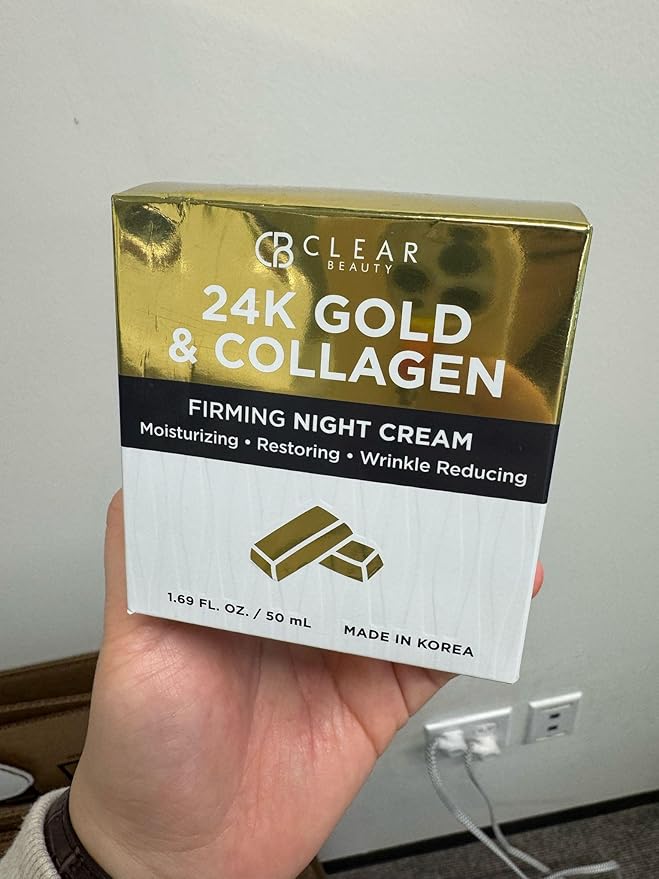 CB CLEAR
BEAUTY
24K GOLD
& COLLAGEN
FIRMING NIGHT CREAM
Moisturizing • Restoring • Wrinkle Reducing
1.69 FL. OZ. / 50 mL
MADE IN KOREA